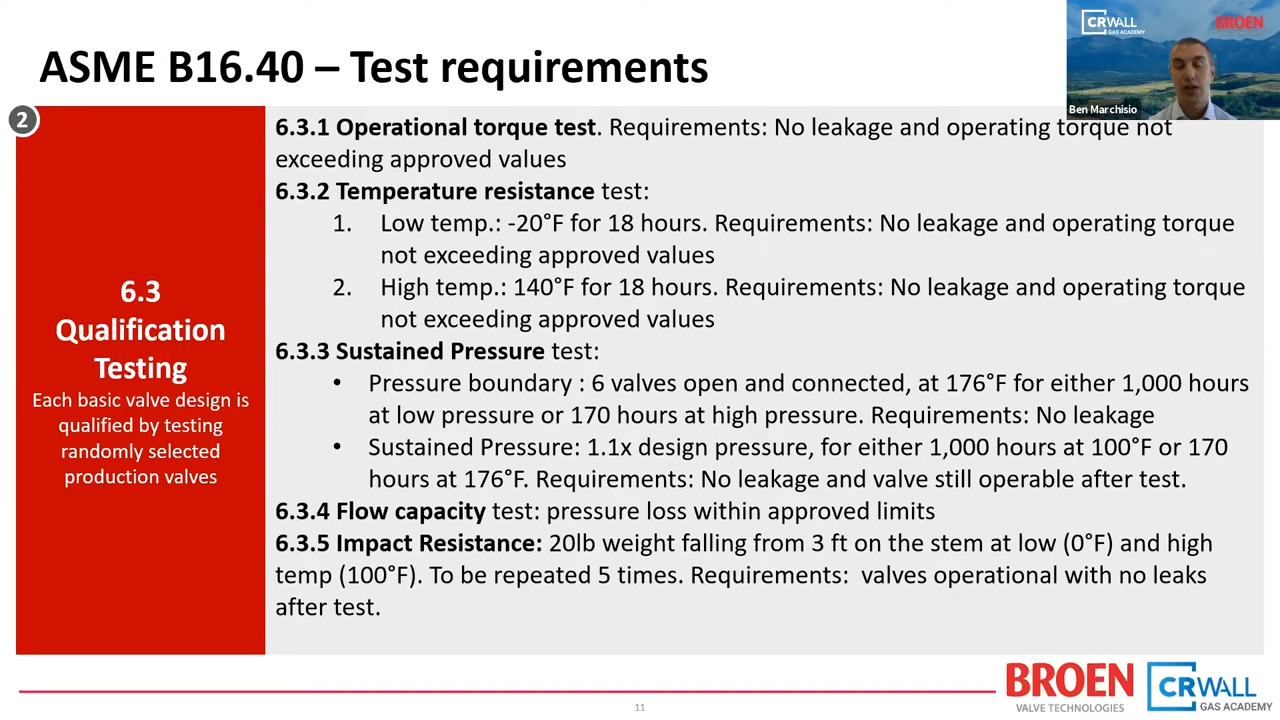 ASME B16.40 – Test requirements
CRWALL
GAS ACADEMY
BROEN
Ben Marchisio
2
6.3
Qualification
Testing
Each basic valve design is
qualified by testing
randomly selected
production valves
6.3.1 Operational torque test. Requirements: No leakage and operating torque not
exceeding approved values
6.3.2 Temperature resistance test:
1. Low temp.: -20°F for 18 hours. Requirements: No leakage and operating torque
not exceeding approved values
2. High temp.: 140°F for 18 hours. Requirements: No leakage and operating torque
not exceeding approved values
6.3.3 Sustained Pressure test:
• Pressure boundary : 6 valves open and connected, at 176°F for either 1,000 hours
at low pressure or 170 hours at high pressure. Requirements: No leakage
• Sustained Pressure: 1.1x design pressure, for either 1,000 hours at 100°F or 170
hours at 176°F. Requirements: No leakage and valve still operable after test.
6.3.4 Flow capacity test: pressure loss within approved limits
6.3.5 Impact Resistance: 20lb weight falling from 3 ft on the stem at low (0°F) and high
temp (100°F). To be repeated 5 times. Requirements: valves operational with no leaks
after test.
11
BROEN
VALVE TECHNOLOGIES
CRWALL
GAS ACADEMY